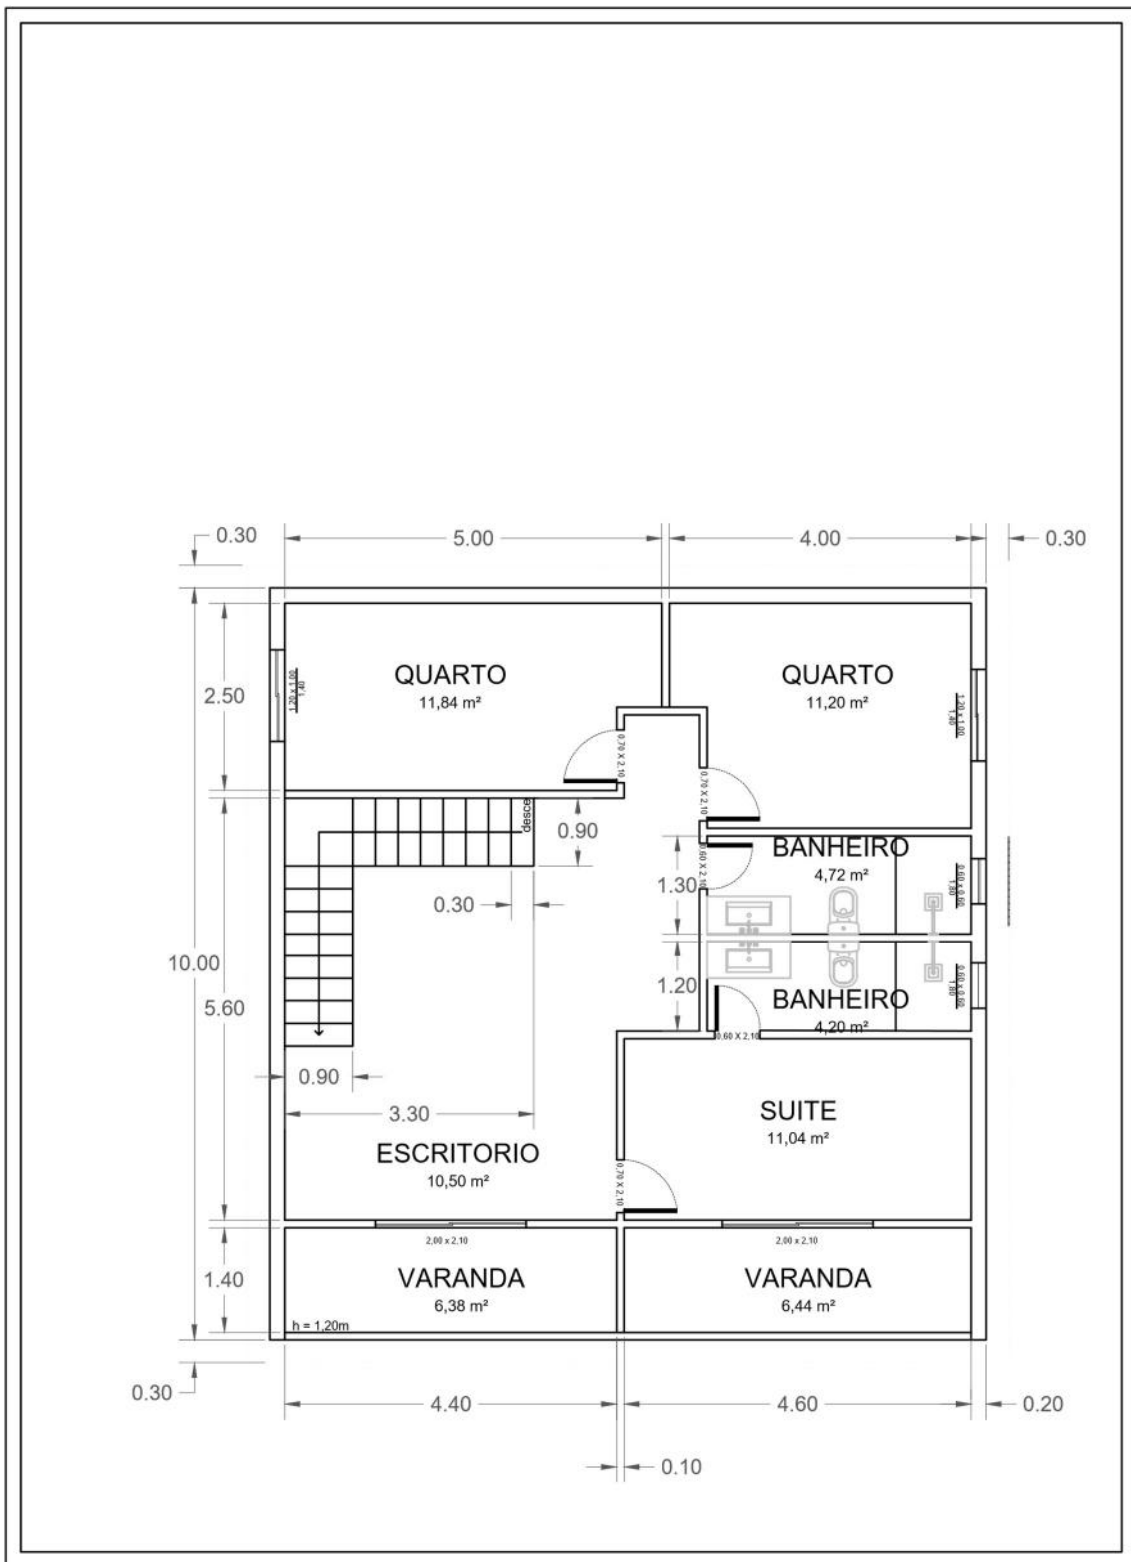 0.30
5.00
4.00
0.30
2.50
QUARTO
11,84 m²
1,20 x 1,00
1,40
QUARTO
11,20 m²
1,20 x 1,00
1,40
0,70 X 2,10
0,70 X 2,10
desce
0.90
0.30
BANHEIRO
4,72 m²
0,60 X 2,10
0,60 x 0,60
1,80
1.30
10.00
5.60
1.20
BANHEIRO
4,20 m²
0,60 x 0,60
1,80
0,60 X 2,10
0.90
3.30
SUITE
11,04 m²
ESCRITORIO
10,50 m²
0,70 X 2,10
2,00 x 2,10
2,00 x 2,10
1.40
VARANDA
6,38 m²
VARANDA
6,44 m²
h = 1,20m
0.30
4.40
4.60
0.20
0.10